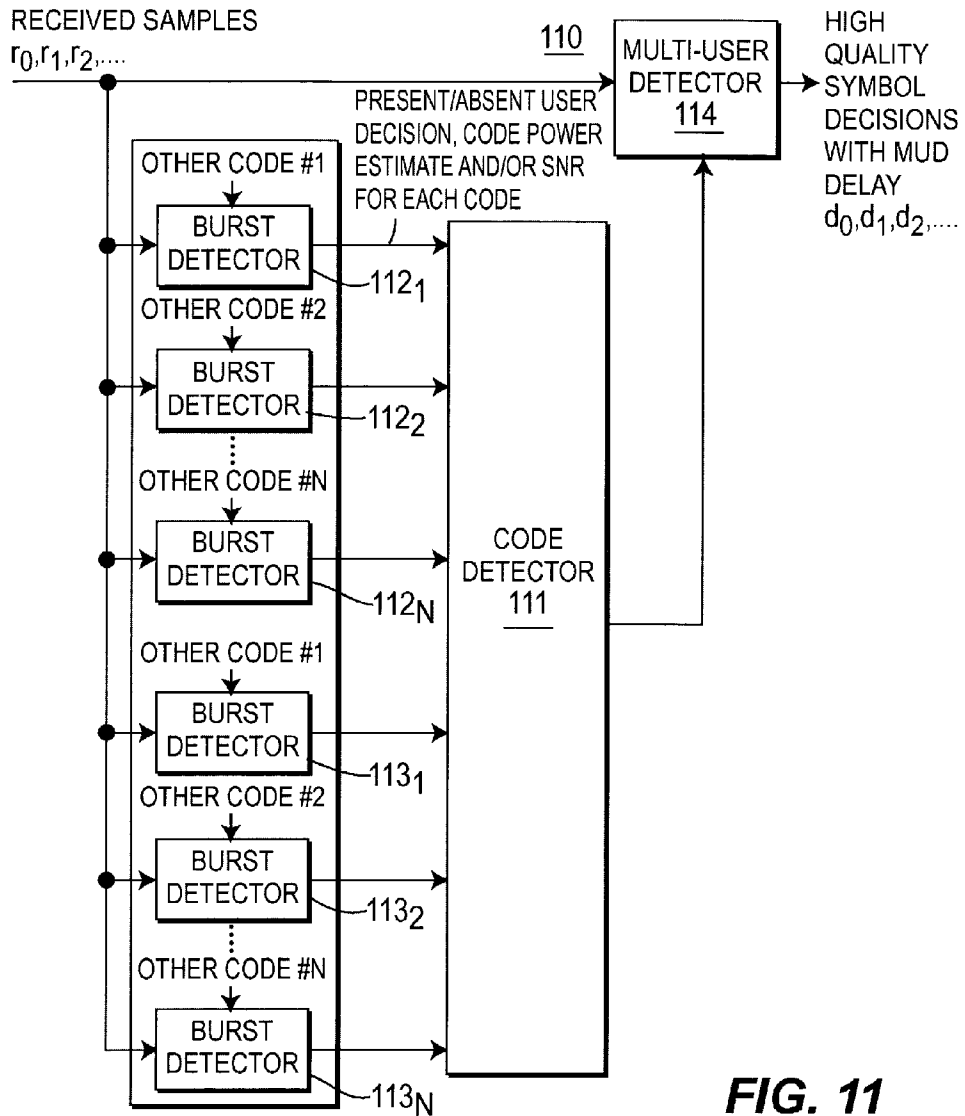 RECEIVED SAMPLES
r0,r1,r2,....
110
MULTI-USER
DETECTOR
114
HIGH
QUALITY
SYMBOL
DECISIONS
WITH MUD
DELAY
d0,d1,d2,....
PRESENT/ABSENT USER
DECISION, CODE POWER
ESTIMATE AND/OR SNR
FOR EACH CODE
OTHER CODE #1
BURST
DETECTOR
112₁
OTHER CODE #2
BURST
DETECTOR
112₂
OTHER CODE #N
BURST
DETECTOR
112N
CODE
DETECTOR
111
OTHER CODE #1
BURST
DETECTOR
113₁
OTHER CODE #2
BURST
DETECTOR
113₂
OTHER CODE #N
BURST
DETECTOR
113N
FIG. 11